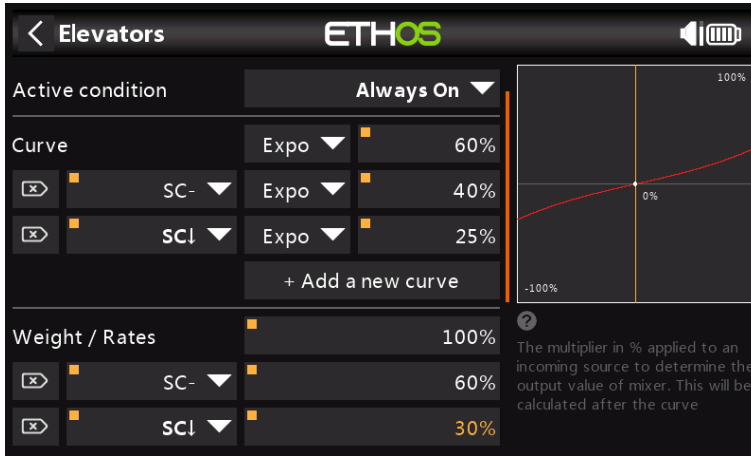 Elevators
ETHOS
Active condition
Always On
Curve
Expo
60%
SC-
Expo
40%
SC↓
Expo
25%
+ Add a new curve
Weight / Rates
100%
SC-
60%
SC↓
30%
100%
0%
-100%
?
The multiplier in % applied to an
incoming source to determine the
output value of mixer. This will be
calculated after the curve